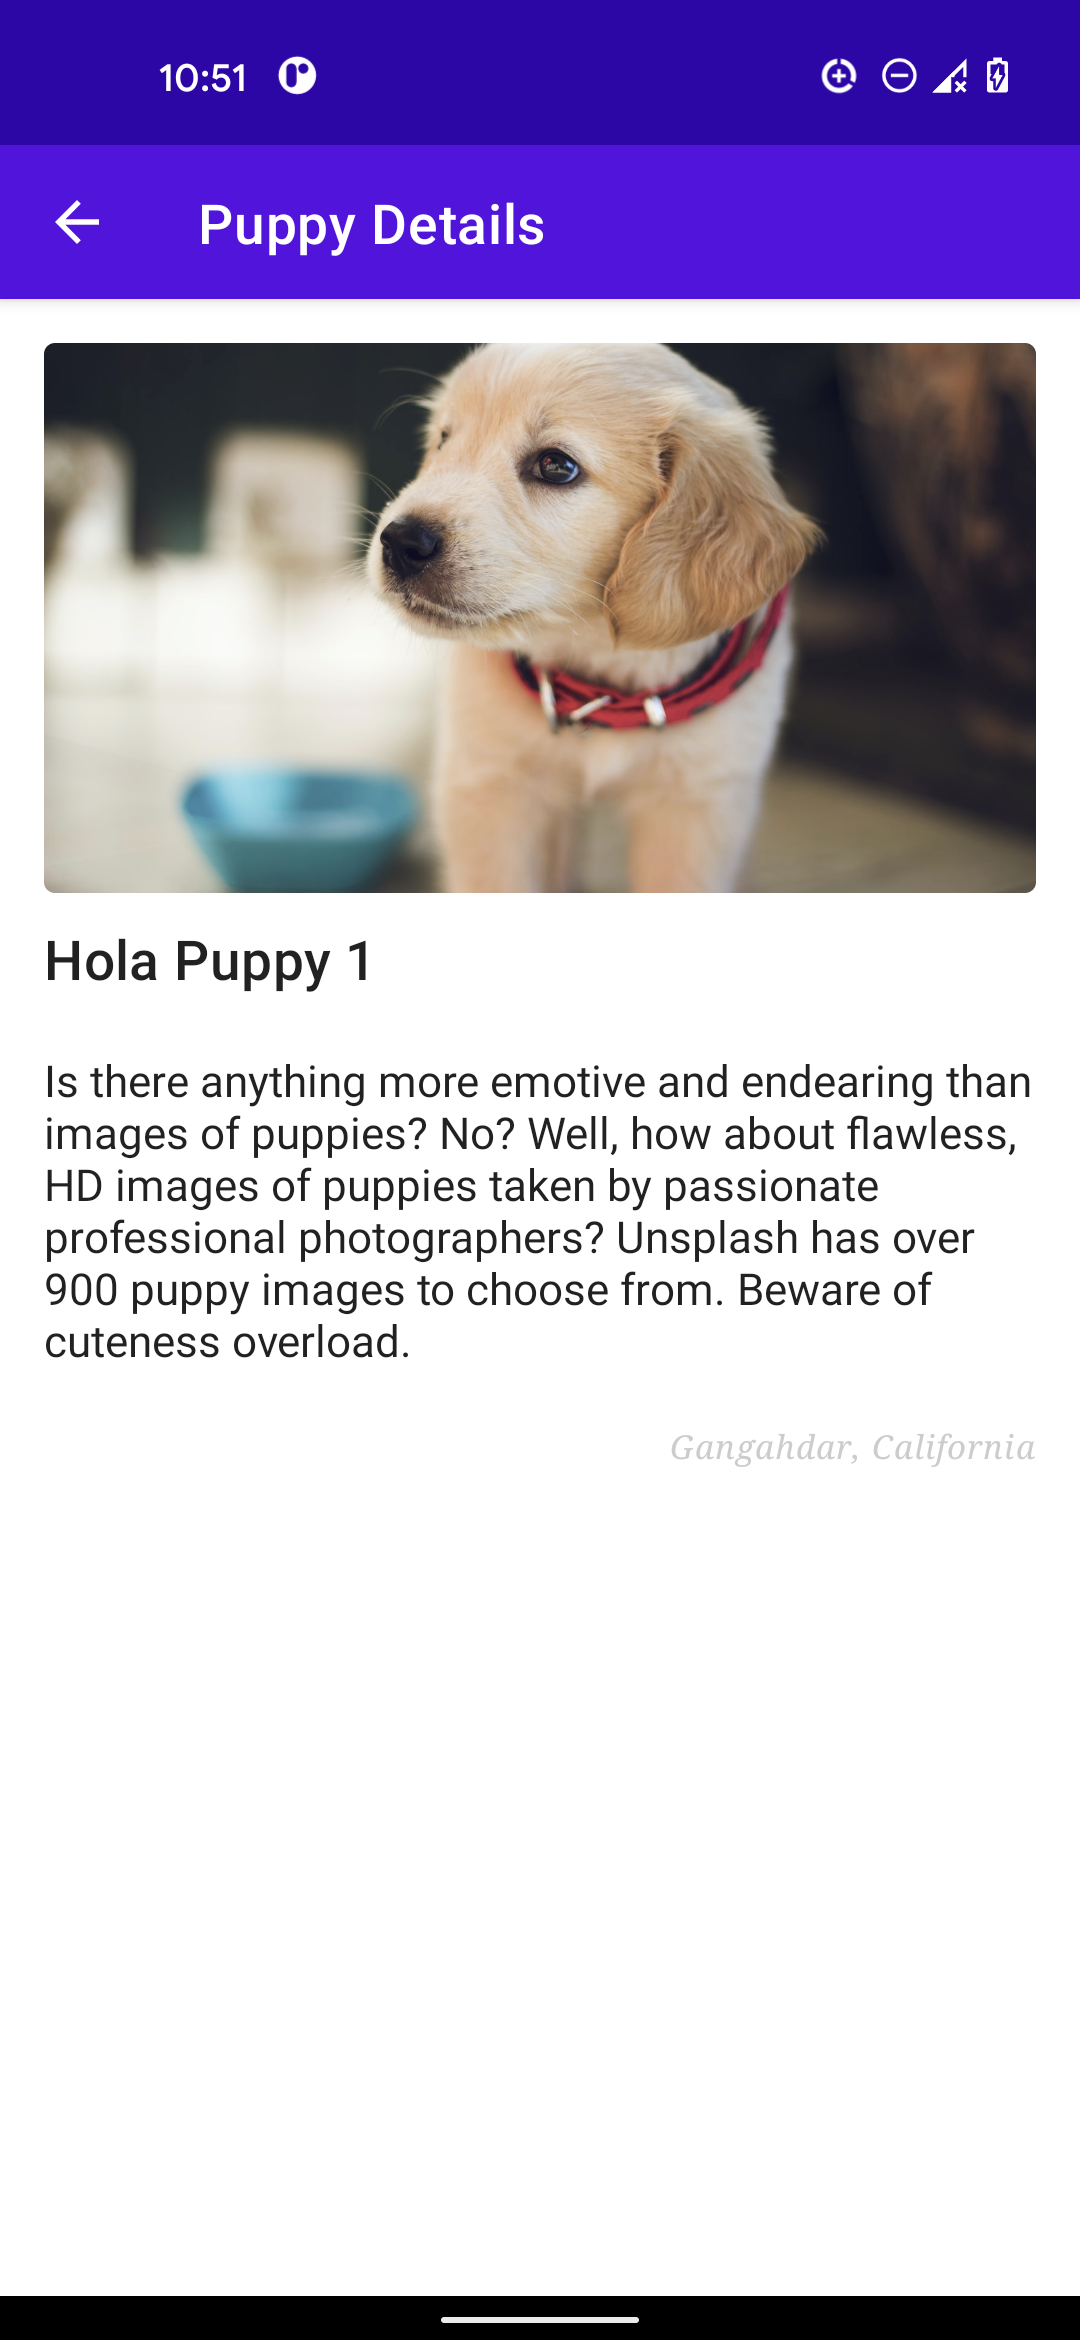 10:51
Puppy Details
Hola Puppy 1
Is there anything more emotive and endearing than
images of puppies? No? Well, how about flawless,
HD images of puppies taken by passionate
professional photographers? Unsplash has over
900 puppy images to choose from. Beware of
cuteness overload.
Gangahdar, California